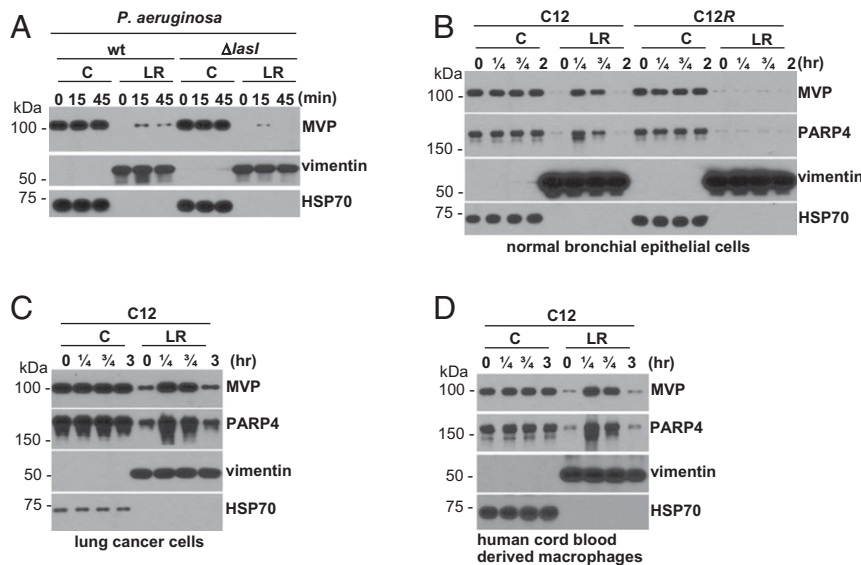 A
P. aeruginosa
wt ΔlasI
C LR C LR
kDa 0 15 45 0 15 45 0 15 45 0 15 45 (min)
100 - MVP
50 - vimentin
75 - HSP70
B
C12 C12R
C LR C LR
kDa 0 ¼ ¾ 2 0 ¼ ¾ 2 0 ¼ ¾ 2 0 ¼ ¾ 2 (hr)
100 - MVP
150 - PARP4
50 - vimentin
75 - HSP70
normal bronchial epithelial cells
C
C12
C LR
kDa 0 ¼ ¾ 3 0 ¼ ¾ 3 (hr)
100 - MVP
150 - PARP4
50 - vimentin
75 - HSP70
lung cancer cells
D
C12
C LR
kDa 0 ¼ ¾ 3 0 ¼ ¾ 3 (hr)
100 - MVP
150 - PARP4
50 - vimentin
75 - HSP70
human cord blood
derived macrophages